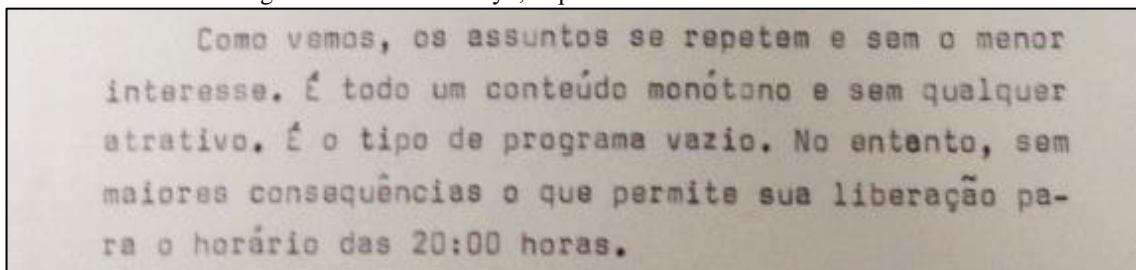 Como vemos, os assuntos se repetem e sem o menor
interesse. É todo um conteúdo monótono e sem qualquer
atrativo. É o tipo de programa vazio. No entanto, sem
maiores consequências o que permite sua liberação pa-
ra o horário das 20:00 horas.